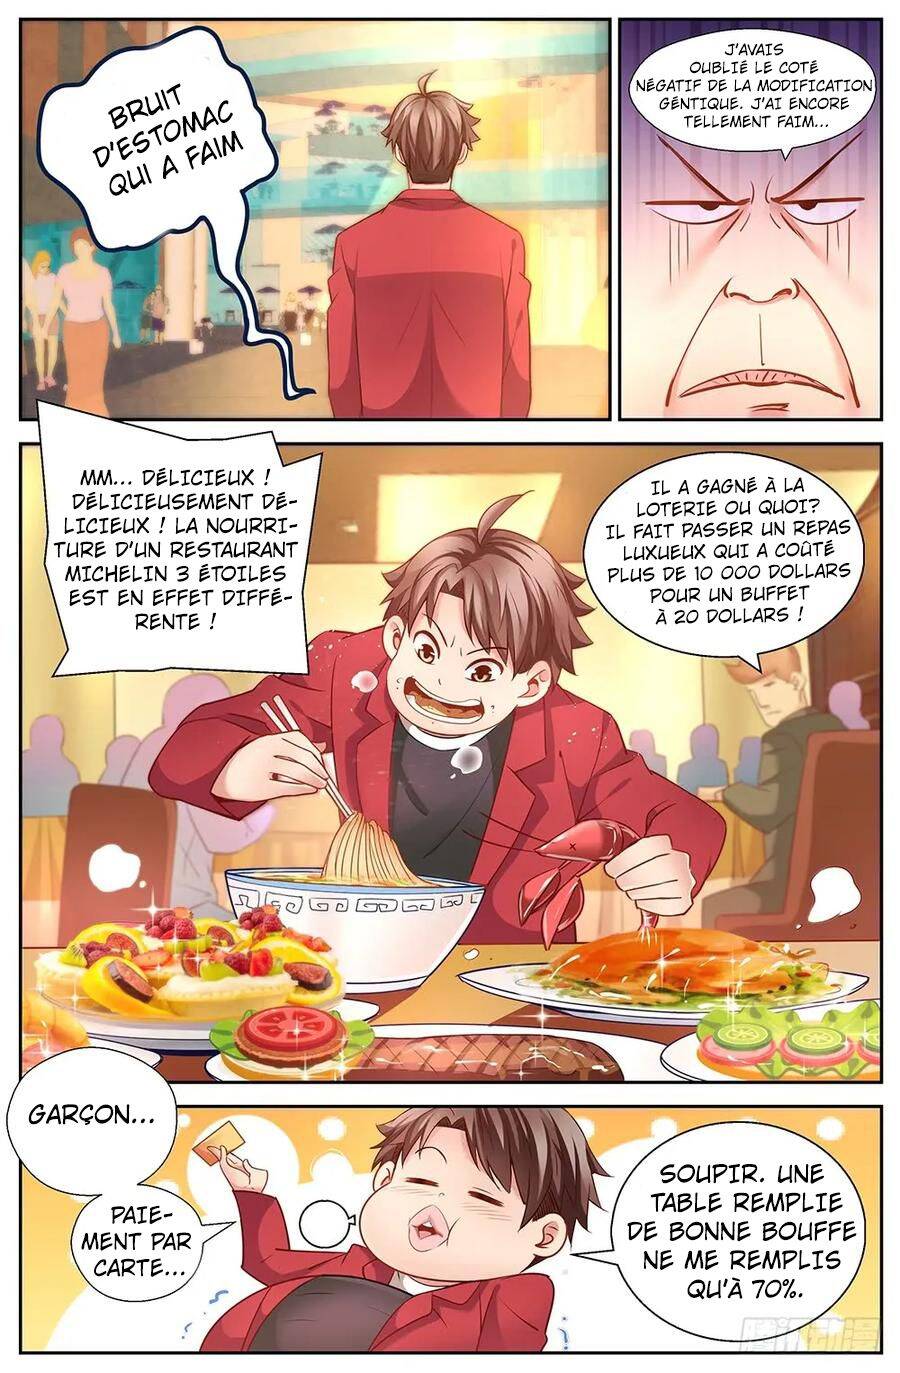 BRUIT
D'ESTOMAC
QUI A FAIM
J'AVAIS
OUBLIÉ LE COTÉ
NÉGATIF DE LA MODIFICATION
GÉNTIQUE. J'AI ENCORE
TELLEMENT FAIM...
MM... DÉLICIEUX !
DÉLICIEUSEMENT DÉ-
LICIEUX ! LA NOURRI-
TURE D'UN RESTAURANT
MICHELIN 3 ÉTOILES
EST EN EFFET DIFFÉ-
RENTE !
IL A GAGNÉ À LA
LOTERIE OU QUOI?
IL FAIT PASSER UN REPAS
LUXUEUX QUI A COÛTÉ
PLUS DE 10 000 DOLLARS
POUR UN BUFFET
À 20 DOLLARS !
GARÇON...
PAIE-
MENT PAR
CARTE...
SOUPIR. UNE
TABLE REMPLIE
DE BONNE BOUFFE
NE ME REMPLIS
QU'À 70%.